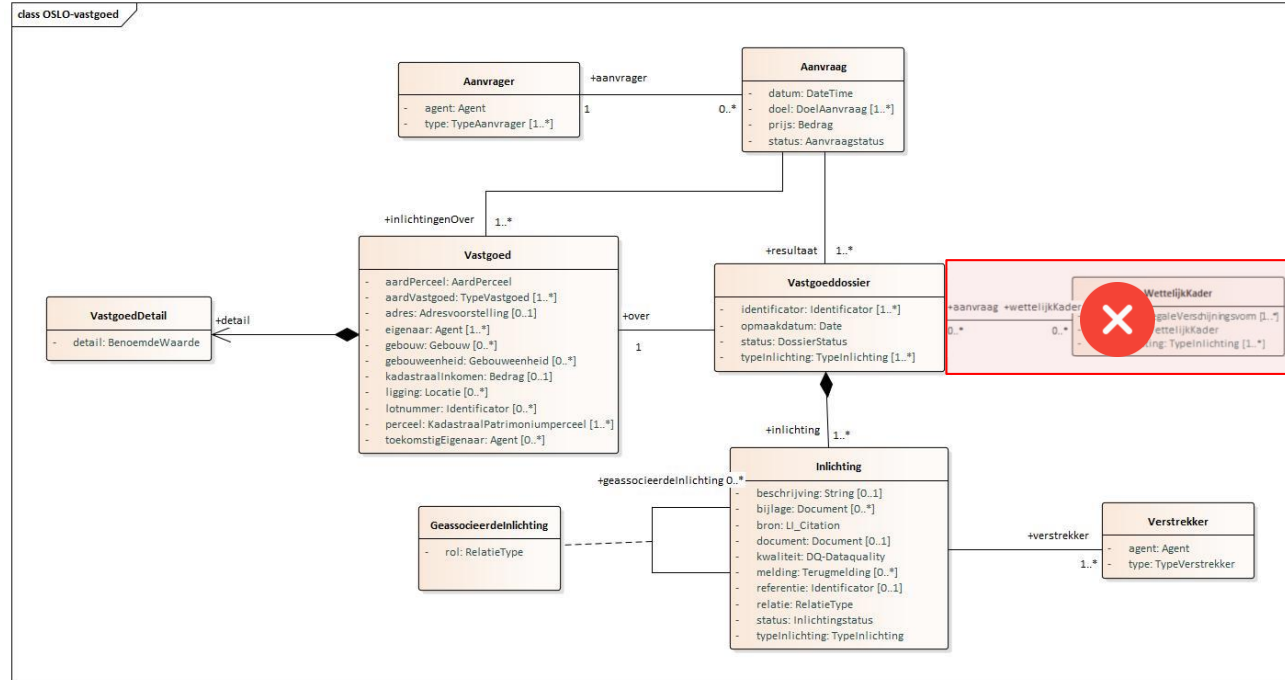 class OSLO-vastgoed
Aanvrager
- agent: Agent
- type: TypeAanvrager [1..*]
+aanvrager
1
0..*
Aanvraag
- datum: DateTime
- doel: DoelAanvraag [1..*]
- prijs: Bedrag
- status: Aanvraagstatus
+inlichtingenOver
1..*
+resultaat
1..*
Vastgoed
- aardPerceel: AardPerceel
- aardVastgoed: TypeVastgoed [1..*]
- adres: Adresvoorstelling [0..1]
- eigenaar: Agent [1..*]
- gebouw: Gebouw [0..*]
- gebouweenheid: Gebouweenheid [0..*]
- kadastraalInkomen: Bedrag [0..1]
- ligging: Locatie [0..*]
- lotnummer: Identificator [0..*]
- perceel: KadastraalPatrimoniumperceel [1..*]
- toekomstigEigenaar: Agent [0..*]
VastgoedDetail
- detail: BenoemdeWaarde
+detail
+over
1
Vastgoeddossier
- identificator: Identificator [1..*]
- opmaakdatum: Date
- status: DossierStatus
- typeInlichting: TypeInlichting [1..*]
+aanvraag +wettelijkKader
0..*
0..*
WettelijkKader
egaleVerschijningsvorm [1..*]
ettelijkKader
ting: TypeInlichting [1..*]
+inlichting
1..*
Inlichting
- beschrijving: String [0..1]
- bijlage: Document [0..*]
- bron: LI_Citation
- document: Document [0..1]
- kwaliteit: DQ-Dataquality
- melding: Terugmelding [0..*]
- referentie: Identificator [0..1]
- relatie: RelatieType
- status: Inlichtingstatus
- typeInlichting: TypeInlichting
+geassocieerdeInlichting 0..*
GeassocieerdeInlichting
- rol: RelatieType
+verstrekker
1..*
Verstrekker
- agent: Agent
- type: TypeVerstrekker